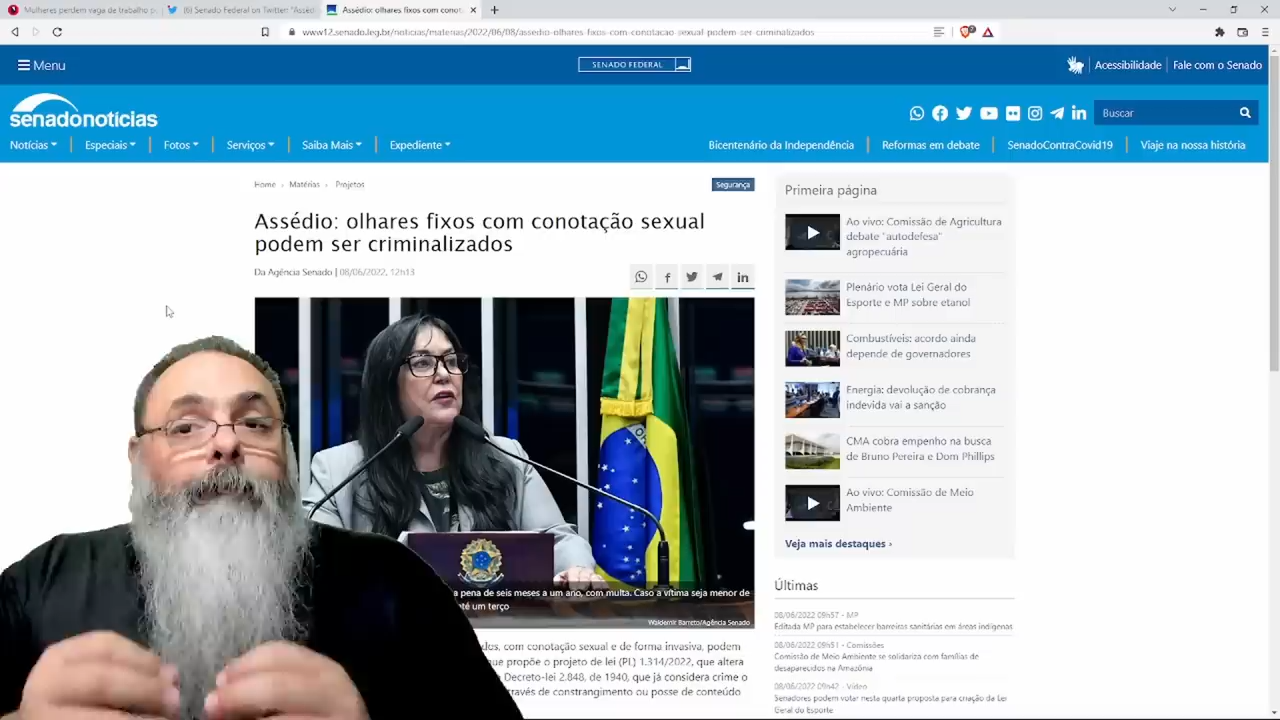 Mulheres perdem vaga de trabalho p
(6) Senado Federal on Twitter: "Asséd
Assédio: olhares fixos com conota
www12.senado.leg.br/noticias/materias/2022/06/08/assedio-olhares-fixos-com-conotacao-sexual-podem-ser-criminalizados
Menu
SENADO FEDERAL
Acessibilidade
Fale com o Senado
senadonotícias
Buscar
Notícias
Especiais
Fotos
Serviços
Saiba Mais
Expediente
Bicentenário da Independência
Reformas em debate
SenadoContraCovid19
Viaje na nossa história
Home › Matérias › Projetos
Segurança
Assédio: olhares fixos com conotação sexual
podem ser criminalizados
Da Agência Senado | 08/06/2022, 12h13
a pena de seis meses a um ano, com multa. Caso a vítima seja menor de
até um terço
Waldemir Barreto/Agência Senado
dos, com conotação sexual e de forma invasiva, podem
que propõe o projeto de lei (PL) 1.314/2022, que altera
Decreto-lei 2.848, de 1940, que já considera crime o
través de constrangimento ou posse de conteúdo
Primeira página
Ao vivo: Comissão de Agricultura
debate "autodefesa"
agropecuária
Plenário vota Lei Geral do
Esporte e MP sobre etanol
Combustíveis: acordo ainda
depende de governadores
Energia: devolução de cobrança
indevida vai a sanção
CMA cobra empenho na busca
de Bruno Pereira e Dom Phillips
Ao vivo: Comissão de Meio
Ambiente
Veja mais destaques ›
Últimas
08/06/2022 09h57 - MP
Editada MP para estabelecer barreiras sanitárias em áreas indígenas
08/06/2022 09h51 - Comissões
Comissão de Meio Ambiente se solidariza com famílias de
desaparecidos na Amazônia
08/06/2022 09h42 - Vídeo
Senadores podem votar nesta quarta proposta para criação da Lei
Geral do Esporte